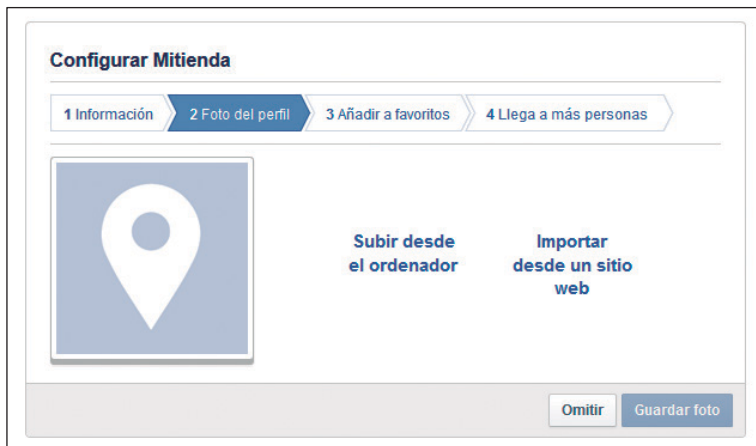 Configurar Mitienda
1 Información 2 Foto del perfil 3 Añadir a favoritos 4 Llega a más personas
Subir desde
el ordenador
Importar
desde un sitio
web
Omitir Guardar foto